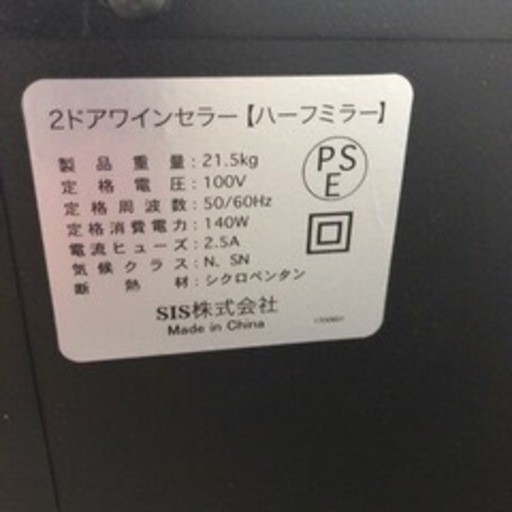 2ドアワインセラー【ハーフミラー】
製品重量:21.5kg
定格電圧:100V
定格周波数:50/60Hz
定格消費電力:140W
電流ヒューズ:2.5A
気候クラス:N、SN
断熱材:シクロペンタン
PS
E
SIS株式会社
Made in China